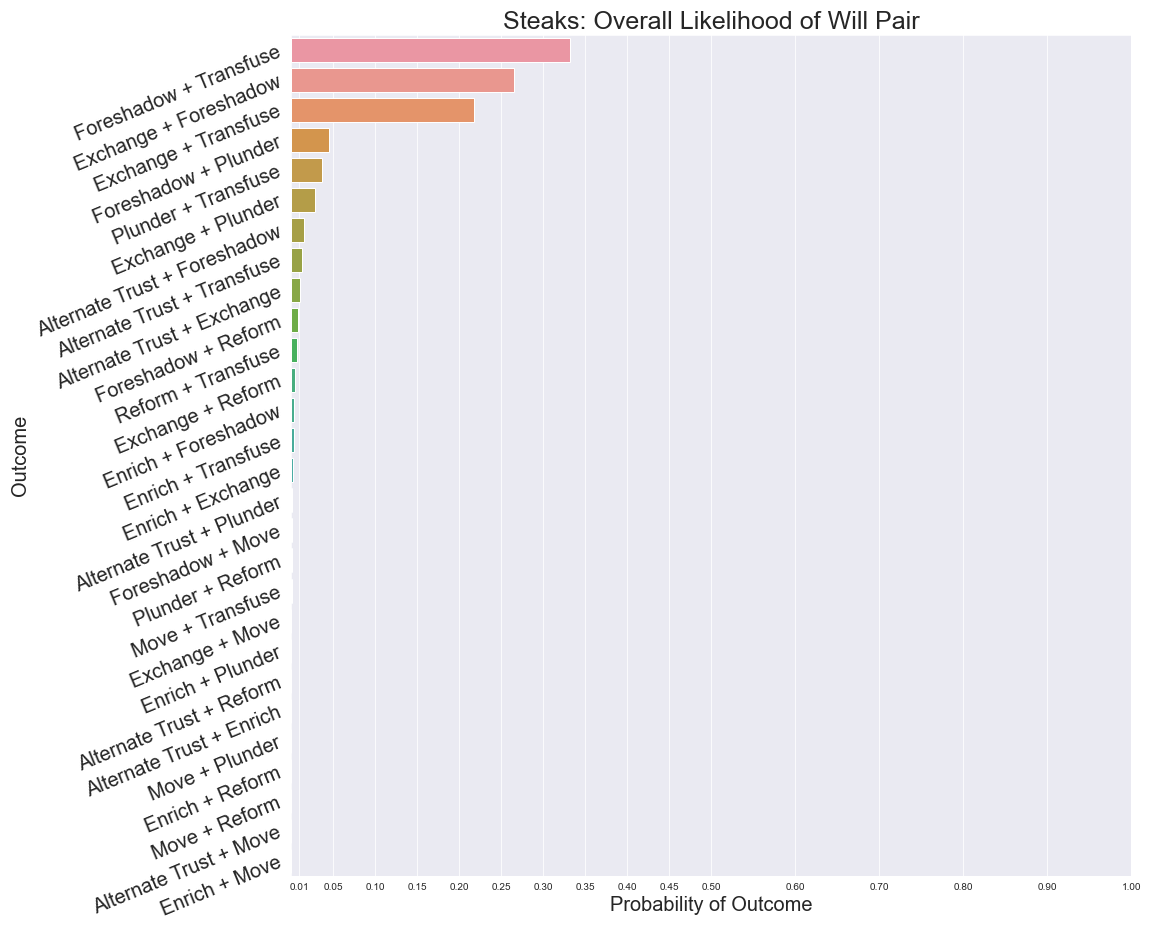 Steaks: Overall Likelihood of Will Pair
Foreshadow + Transfuse
Exchange + Foreshadow
Exchange + Transfuse
Foreshadow + Plunder
Plunder + Transfuse
Exchange + Plunder
Alternate Trust + Foreshadow
Alternate Trust + Transfuse
Alternate Trust + Exchange
Foreshadow + Reform
Reform + Transfuse
Exchange + Reform
Enrich + Foreshadow
Enrich + Transfuse
Enrich + Exchange
Alternate Trust + Plunder
Foreshadow + Move
Plunder + Reform
Move + Transfuse
Exchange + Move
Enrich + Plunder
Alternate Trust + Reform
Alternate Trust + Enrich
Move + Plunder
Enrich + Reform
Move + Reform
Alternate Trust + Move
Enrich + Move
Outcome
0.01 0.05 0.10 0.15 0.20 0.25 0.30 0.35 0.40 0.45 0.50 0.60 0.70 0.80 0.90 1.00
Probability of Outcome